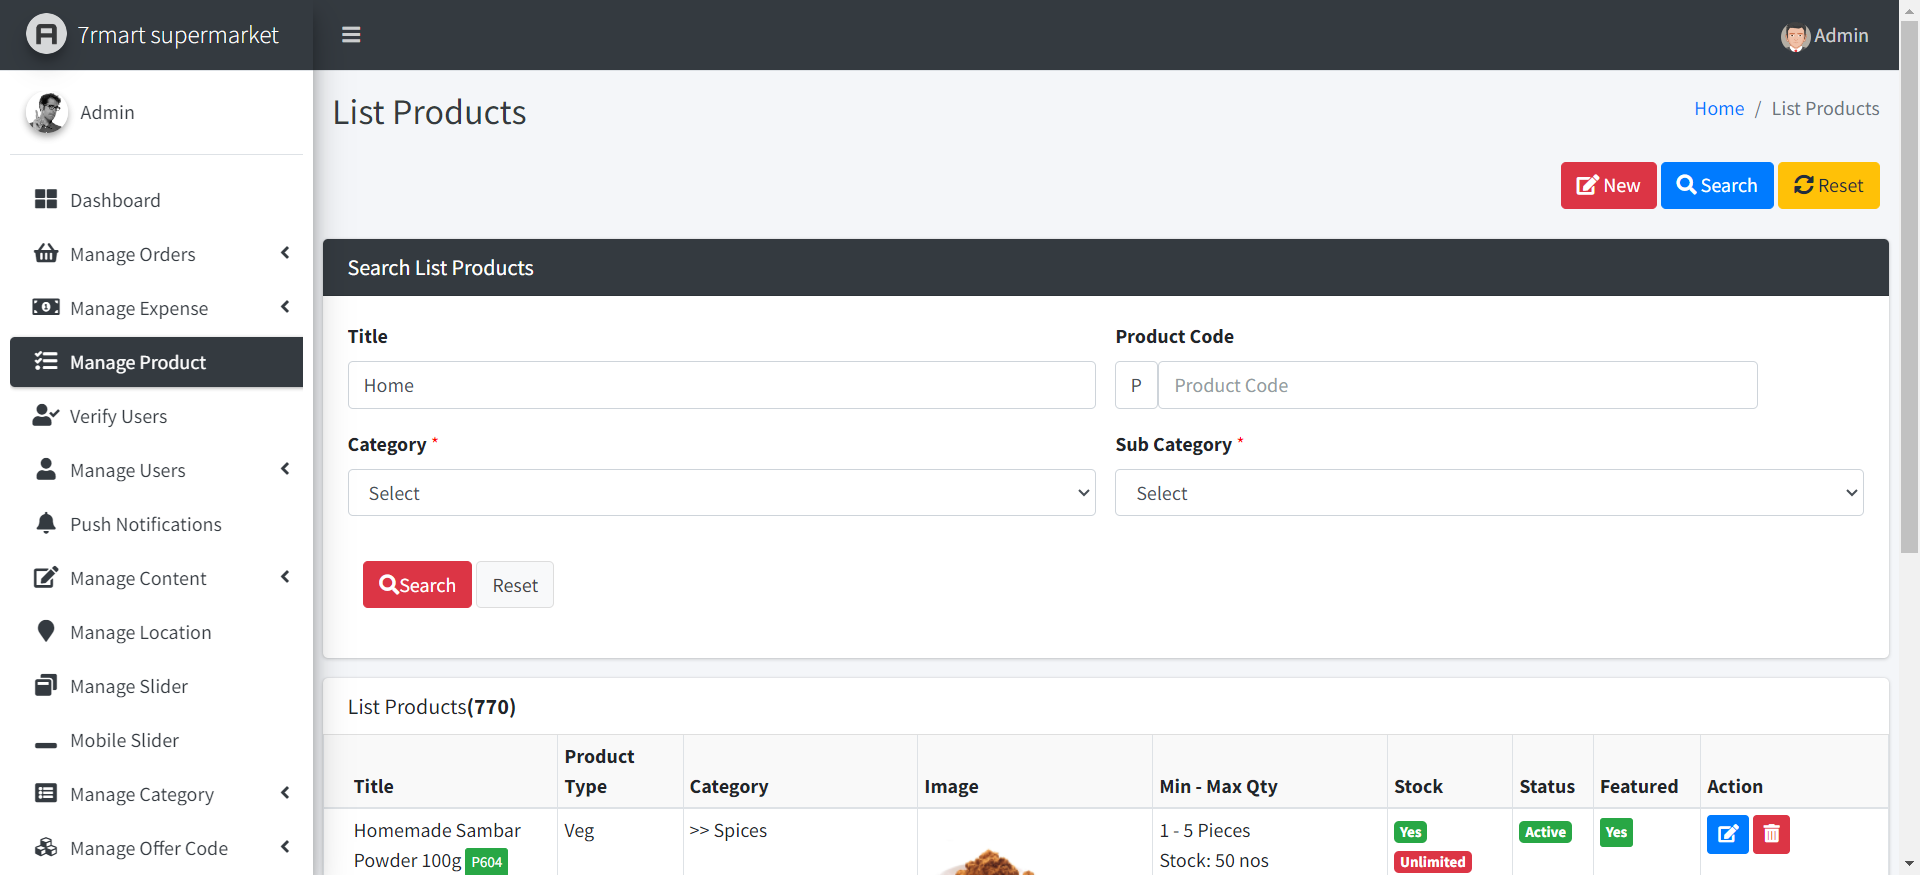 7rmart supermarket
Admin
Admin
List Products
Home / List Products
New Search Reset
Dashboard
Manage Orders
Manage Expense
Manage Product
Verify Users
Manage Users
Push Notifications
Manage Content
Manage Location
Manage Slider
Mobile Slider
Manage Category
Manage Offer Code
Search List Products
Title
Product Code
Home
P Product Code
Category *
Sub Category *
Select
Select
Search Reset
List Products(770)
Title Product Type Category Image Min - Max Qty Stock Status Featured Action
Homemade Sambar Veg >> Spices 1 - 5 Pieces Yes Active Yes
Powder 100g P604 Stock: 50 nos Unlimited